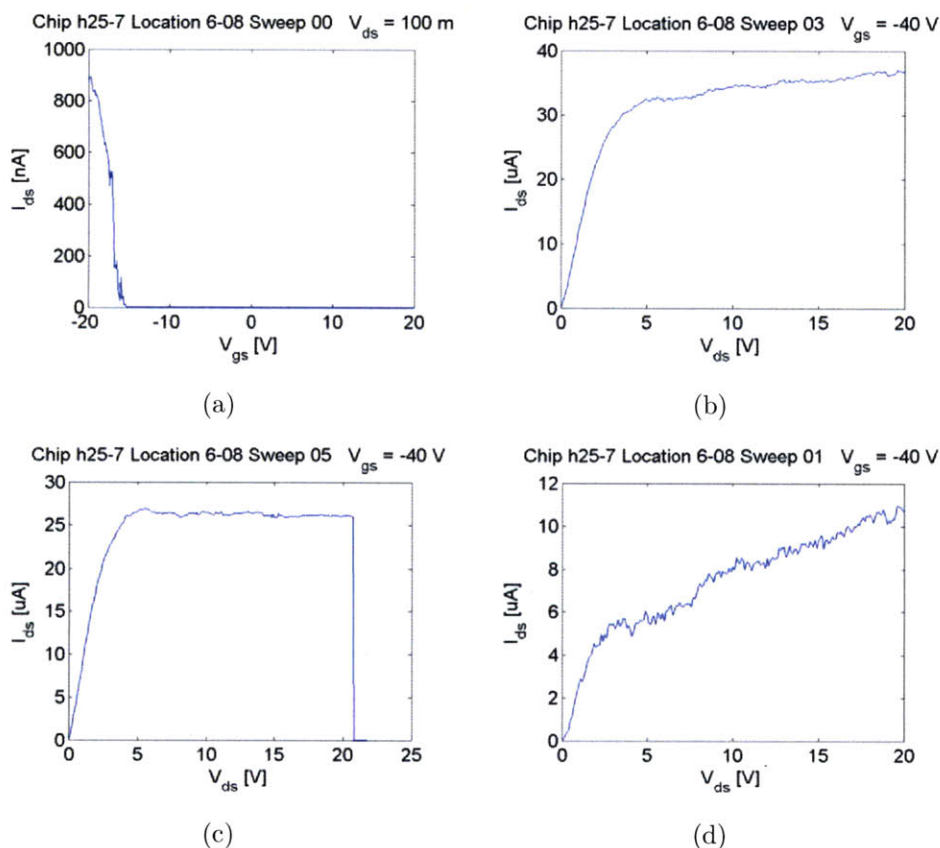 Chip h25-7 Location 6-08 Sweep 00 V_ds = 100 m
1000
800
600
400
200
0
I_ds [nA]
-20 -10 0 10 20
V_gs [V]
(a)
Chip h25-7 Location 6-08 Sweep 03 V_gs = -40 V
40
30
20
10
0
I_ds [uA]
0 5 10 15 20
V_ds [V]
(b)
Chip h25-7 Location 6-08 Sweep 05 V_gs = -40 V
30
25
20
15
10
5
0
I_ds [uA]
0 5 10 15 20 25
V_ds [V]
(c)
Chip h25-7 Location 6-08 Sweep 01 V_gs = -40 V
12
10
8
6
4
2
0
I_ds [uA]
0 5 10 15 20
V_ds [V]
(d)